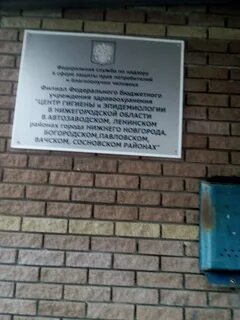 Федеральная служба по надзору
в сфере защиты прав потребителей
и благополучия человека
Филиал Федерального бюджетного
учреждения здравоохранения
"ЦЕНТР ГИГИЕНЫ и ЭПИДЕМИОЛОГИИ
В НИЖЕГОРОДСКОЙ ОБЛАСТИ
В АВТОЗАВОДСКОМ, ЛЕНИНСКОМ
районах города НИЖНЕГО НОВГОРОДА,
БОГОРОДСКОМ, ПАВЛОВСКОМ,
ВАЧСКОМ, СОСНОВСКОМ РАЙОНАХ"